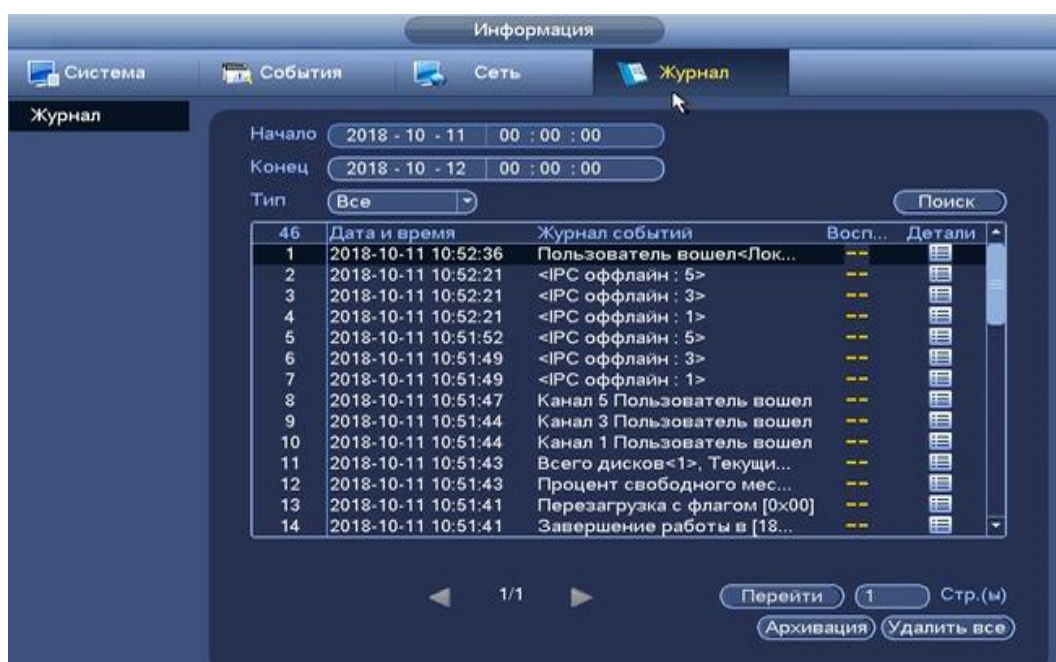 Информация
Система События Сеть Журнал
Журнал
Начало 2018 - 10 - 11 00 : 00 : 00
Конец 2018 - 10 - 12 00 : 00 : 00
Тип Все Поиск
46 Дата и время Журнал событий Восп... Детали
1 2018-10-11 10:52:36 Пользователь вошел<Лок... --
2 2018-10-11 10:52:21 <IPC оффлайн : 5> --
3 2018-10-11 10:52:21 <IPC оффлайн : 3> --
4 2018-10-11 10:52:21 <IPC оффлайн : 1> --
5 2018-10-11 10:51:52 <IPC оффлайн : 5> --
6 2018-10-11 10:51:49 <IPC оффлайн : 3> --
7 2018-10-11 10:51:49 <IPC оффлайн : 1> --
8 2018-10-11 10:51:47 Канал 5 Пользователь вошел --
9 2018-10-11 10:51:44 Канал 3 Пользователь вошел --
10 2018-10-11 10:51:44 Канал 1 Пользователь вошел --
11 2018-10-11 10:51:43 Всего дисков<1>, Текущи... --
12 2018-10-11 10:51:43 Процент свободного мес... --
13 2018-10-11 10:51:41 Перезагрузка с флагом [0x00] --
14 2018-10-11 10:51:41 Завершение работы в [18... --
1/1 Перейти 1 Стр.(ы)
Архивация Удалить все